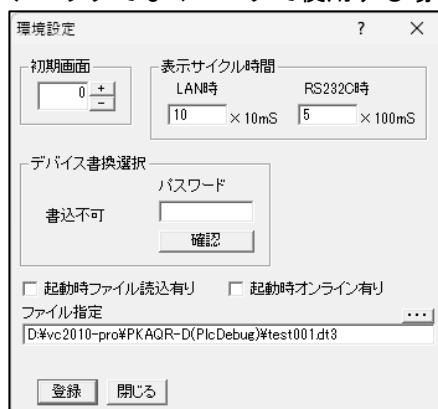 環境設定 ? ×
初期画面
0 + -
表示サイクル時間
LAN時 RS232C時
10 ×10mS 5 ×100mS
デバイス書換選択
パスワード
書込不可
確認
起動時ファイル読込有り 起動時オンライン有り
ファイル指定 ...
D:¥vc2010-pro¥PKAQR-D(PlcDebug)¥test001.dt3
登録 閉じる